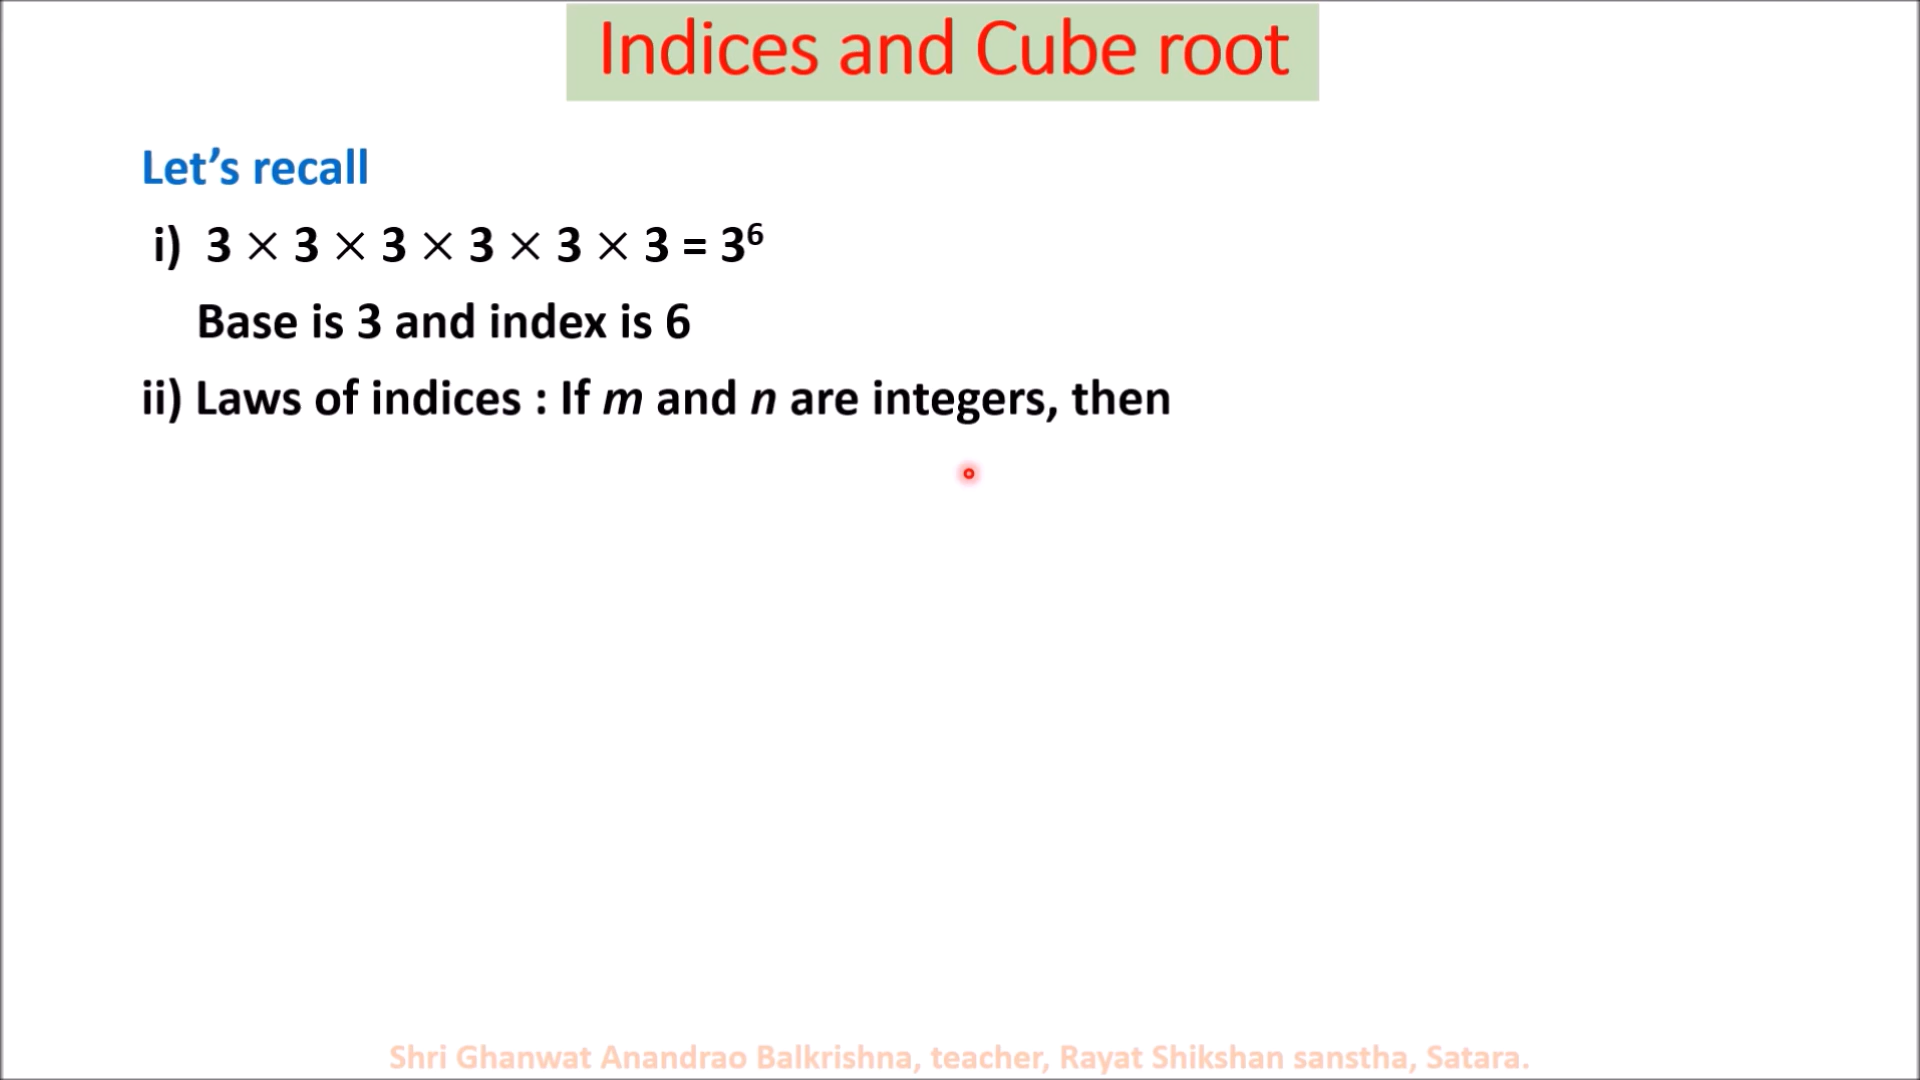 Indices and Cube root
Let’s recall
i) 3 × 3 × 3 × 3 × 3 × 3 = 3⁶
Base is 3 and index is 6
ii) Laws of indices : If m and n are integers, then
Shri Ghanwat Anandrao Balkrishna, teacher, Rayat Shikshan sanstha, Satara.